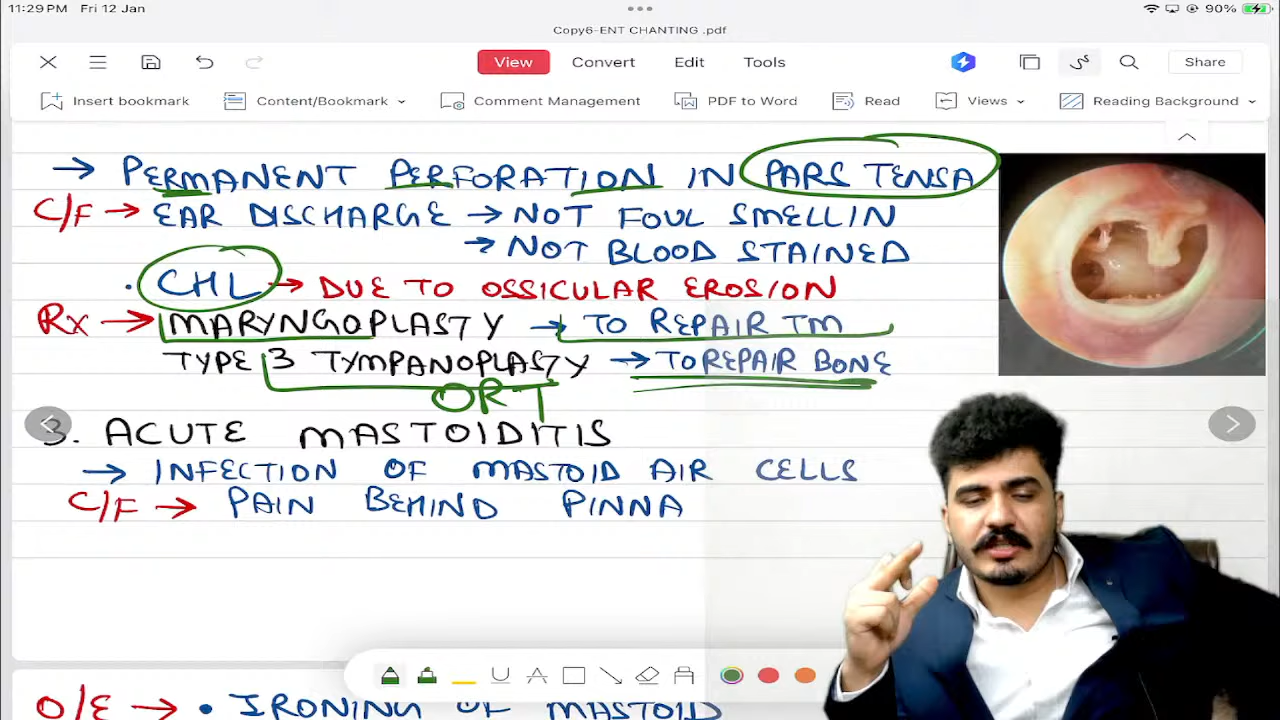 11:29 PM Fri 12 Jan
90%
Copy6-ENT CHANTING .pdf
View Convert Edit Tools
Share
Insert bookmark Content/Bookmark Comment Management PDF to Word Read Views Reading Background
→ PERMANENT PERFORATION IN PARS TENSA
C/F → EAR DISCHARGE → NOT FOUL SMELLIN
→ NOT BLOOD STAINED
• CHL → DUE TO OSSICULAR EROSION
Rx → MARYNGOPLASTY → TO REPAIR TM
TYPE 3 TYMPANOPLASTY → TO REPAIR BONE
ORT
3. ACUTE MASTOIDITIS
→ INFECTION OF MASTOID AIR CELLS
C/F → PAIN BEHIND PINNA
O/E → • IRONING OF MASTOID